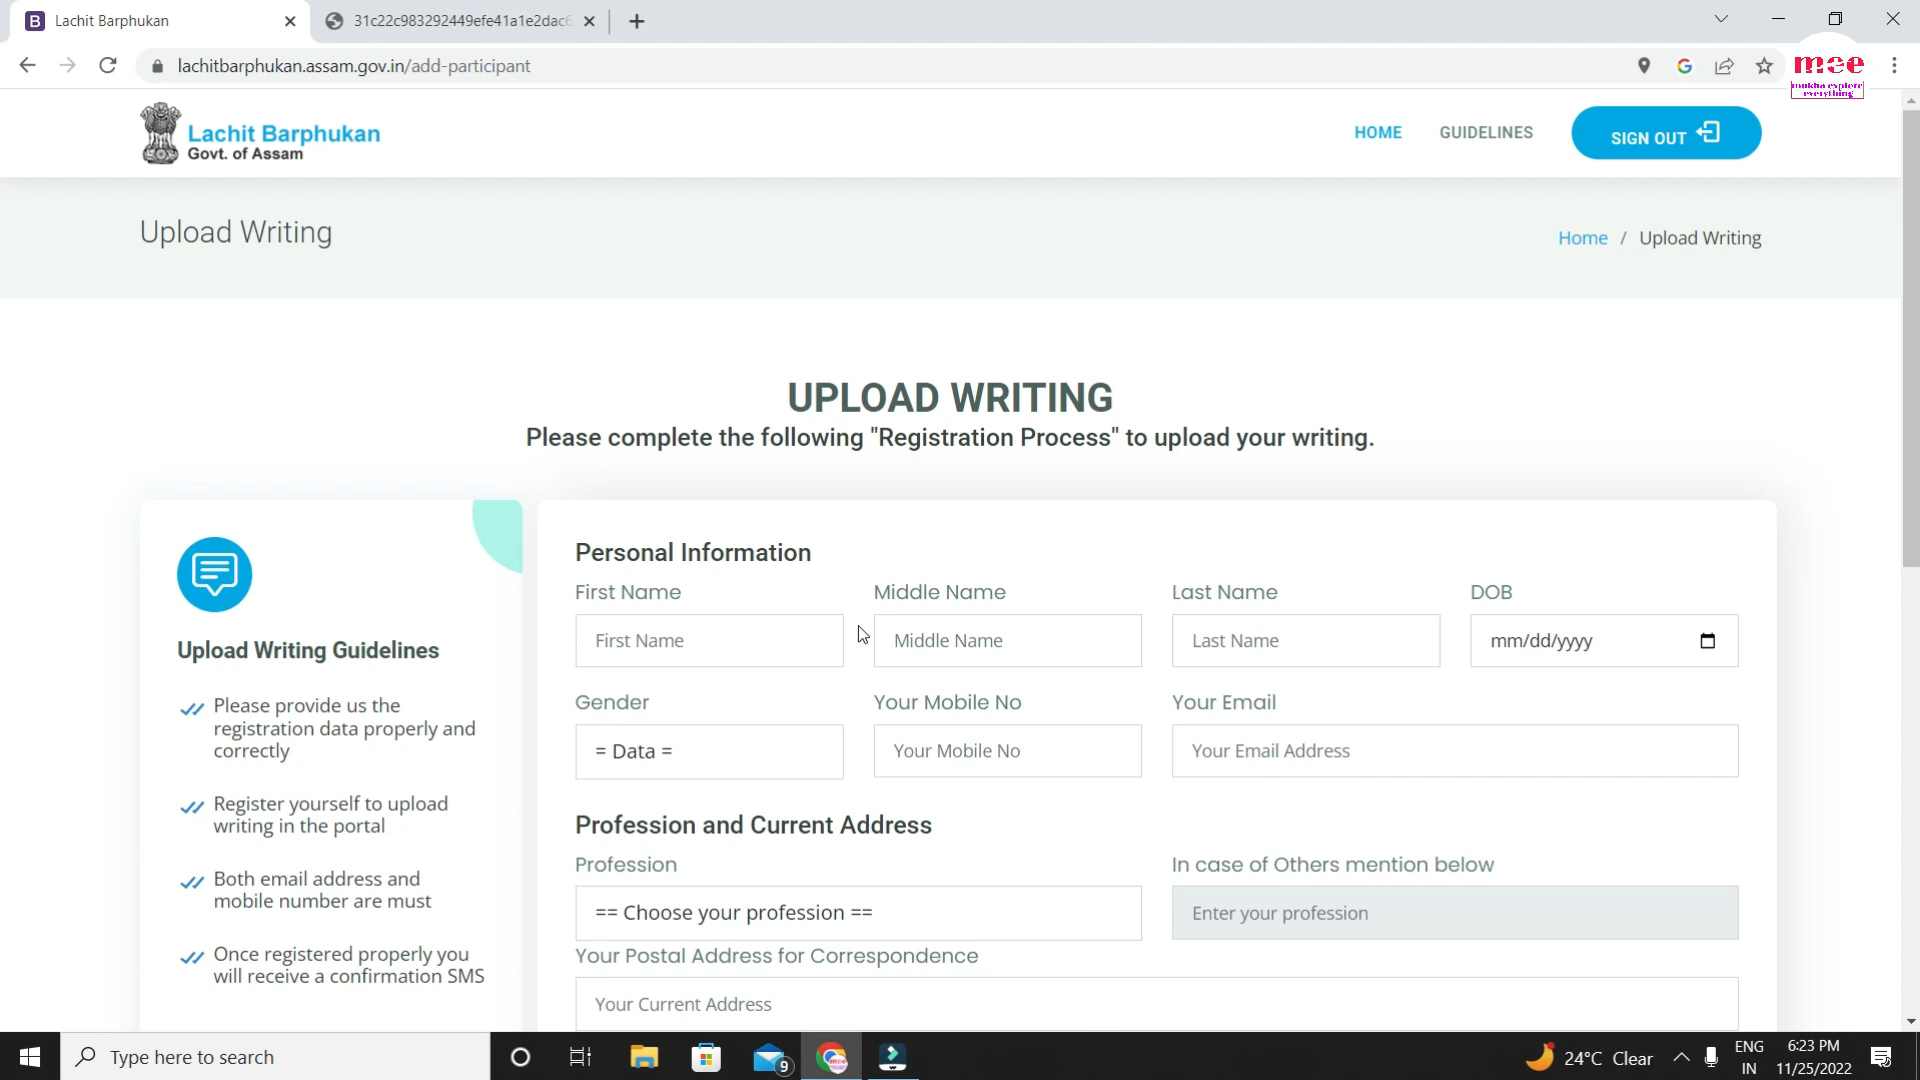 B Lachit Barphukan
31c22c983292449efe41a1e2dac6
lachitbarphukan.assam.gov.in/add-participant
G
mee
mukha explore
everything
Lachit Barphukan
Govt. of Assam
HOME
GUIDELINES
SIGN OUT
Upload Writing
Home / Upload Writing
UPLOAD WRITING
Please complete the following "Registration Process" to upload your writing.
Upload Writing Guidelines
Please provide us the
registration data properly and
correctly
Register yourself to upload
writing in the portal
Both email address and
mobile number are must
Once registered properly you
will receive a confirmation SMS
Personal Information
First Name
Middle Name
Last Name
DOB
First Name
Middle Name
Last Name
mm/dd/yyyy
Gender
Your Mobile No
Your Email
= Data =
Your Mobile No
Your Email Address
Profession and Current Address
Profession
In case of Others mention below
== Choose your profession ==
Enter your profession
Your Postal Address for Correspondence
Your Current Address
Type here to search
9
24°C Clear
ENG
IN
6:23 PM
11/25/2022